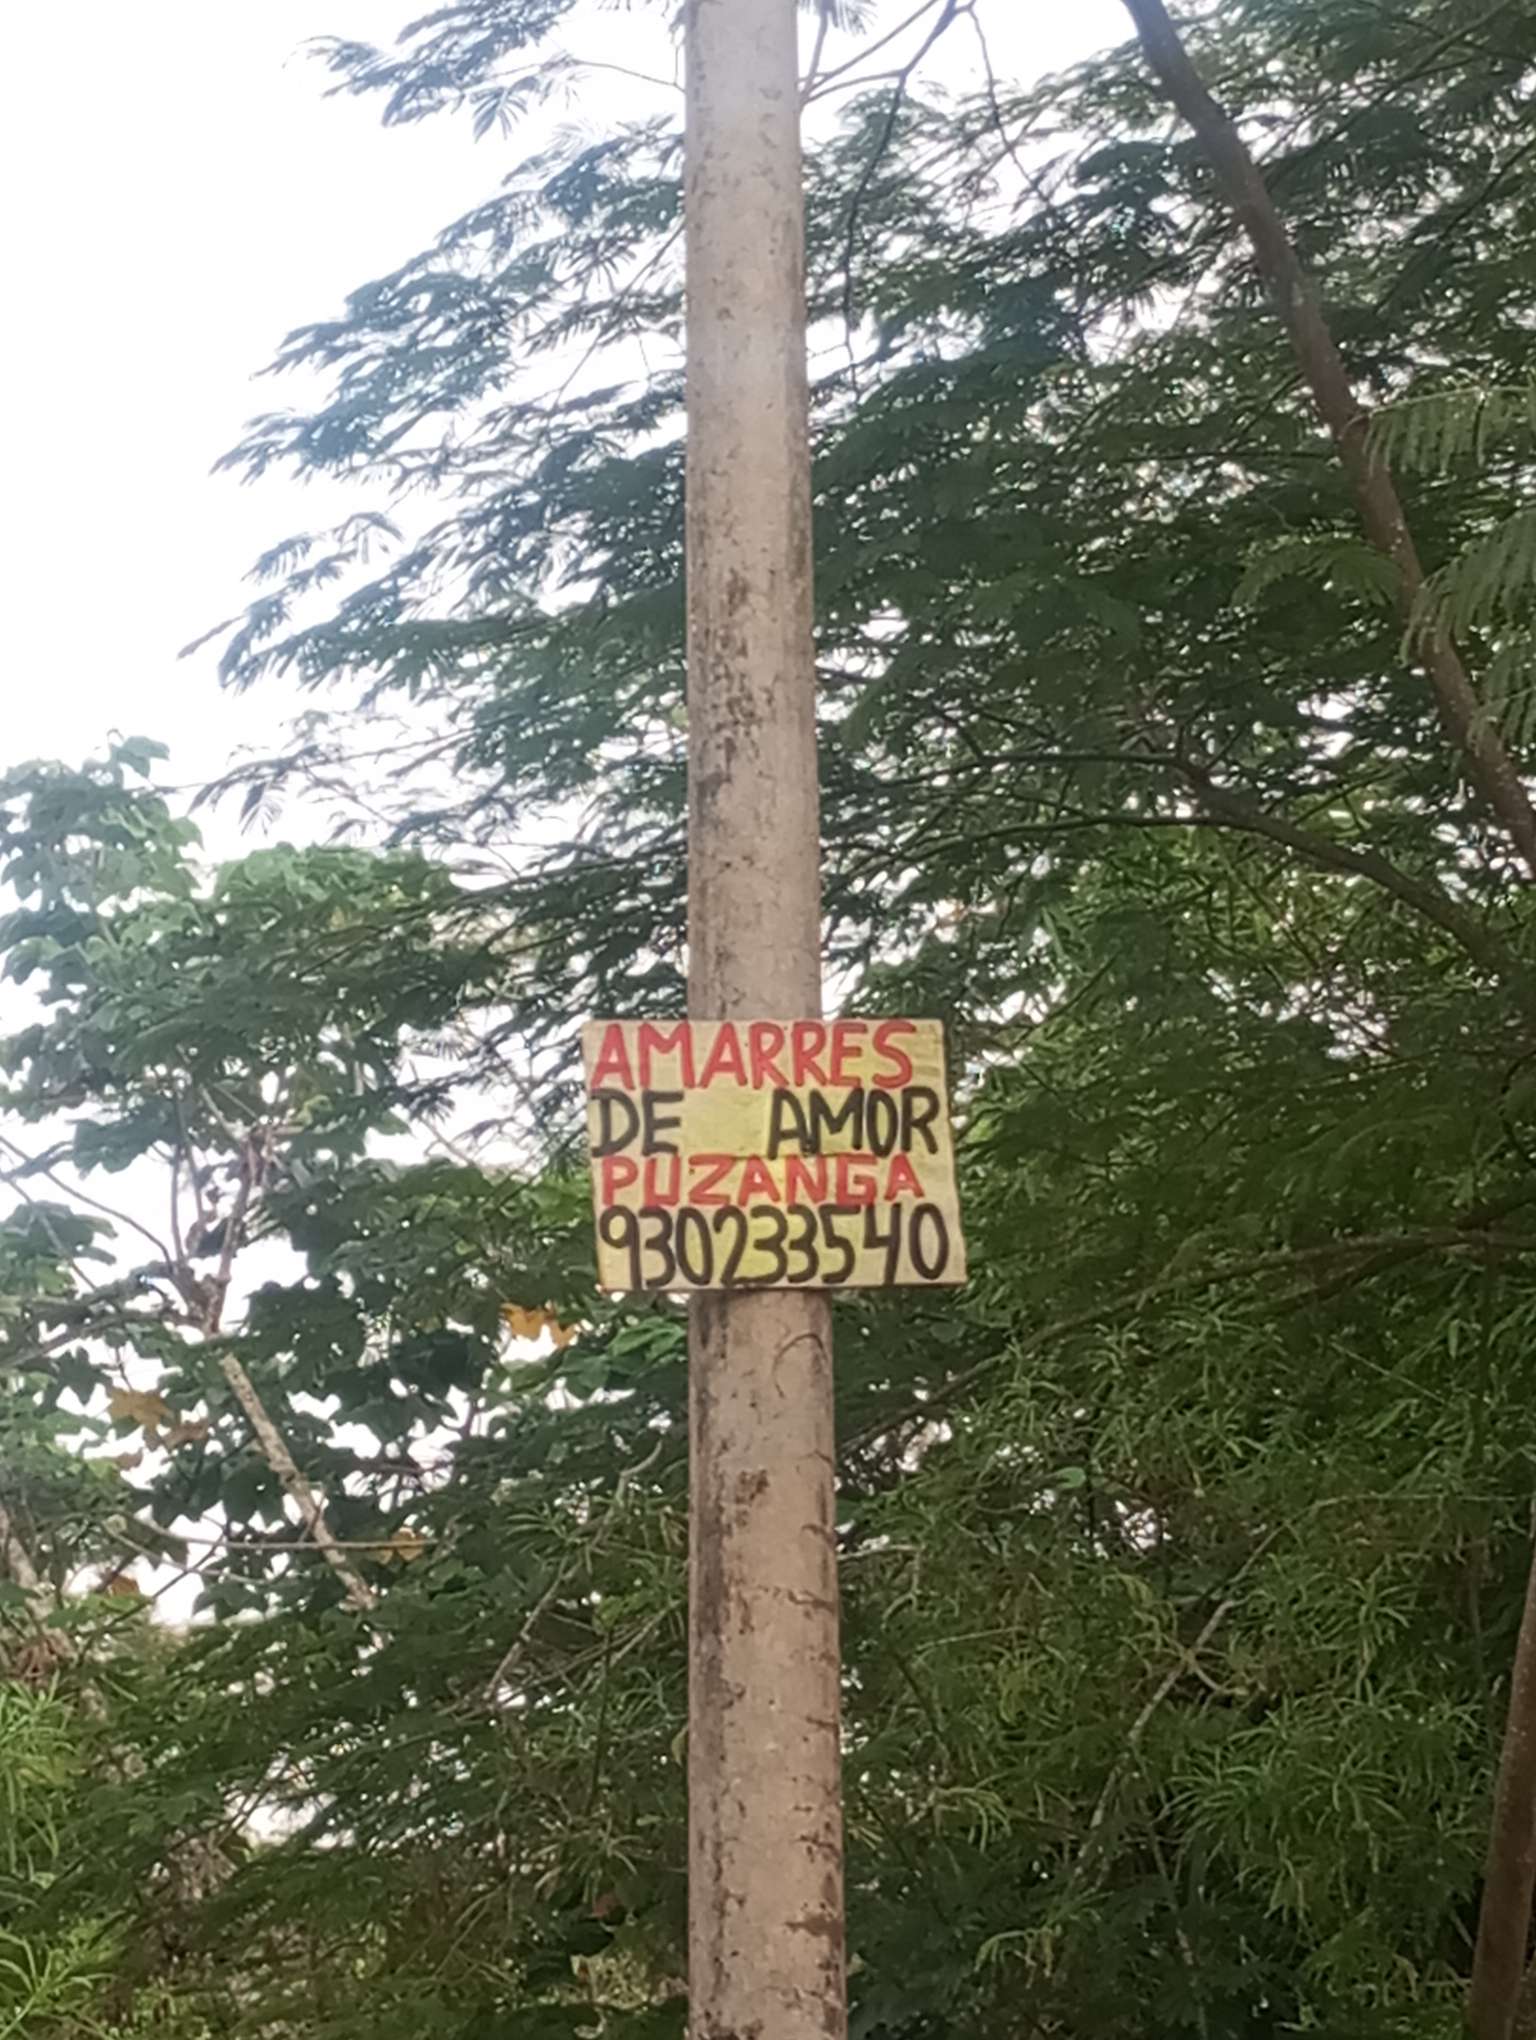 AMARRES
DE AMOR
PUZANGA
930233540